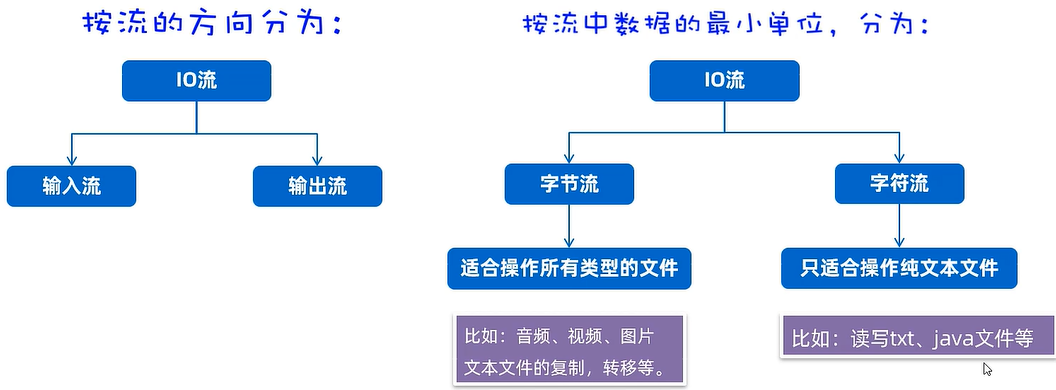 按流的方向分为：
IO流
输入流
输出流
按流中数据的最小单位，分为：
IO流
字节流
字符流
适合操作所有类型的文件
只适合操作纯文本文件
比如：音频、视频、图片
文本文件的复制，转移等。
比如：读写txt、java文件等